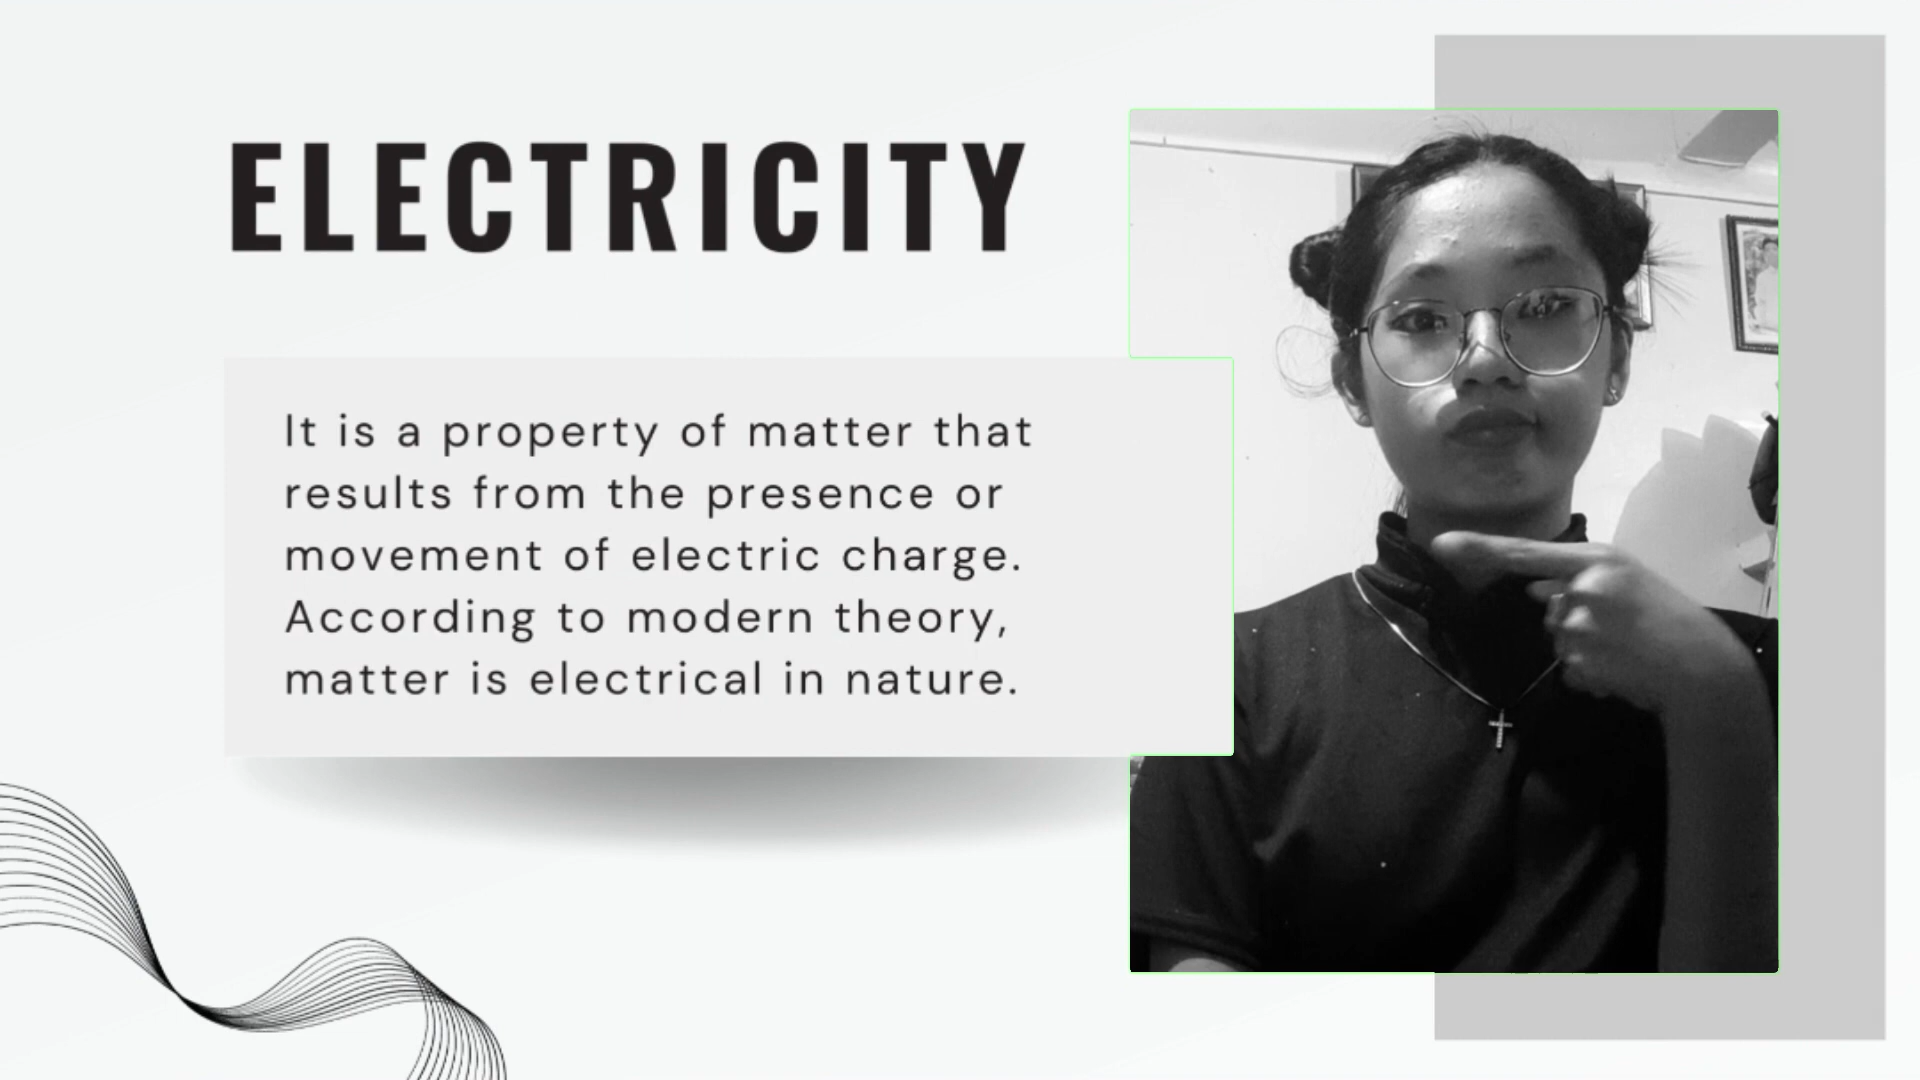 ELECTRICITY
It is a property of matter that
results from the presence or
movement of electric charge.
According to modern theory,
matter is electrical in nature.